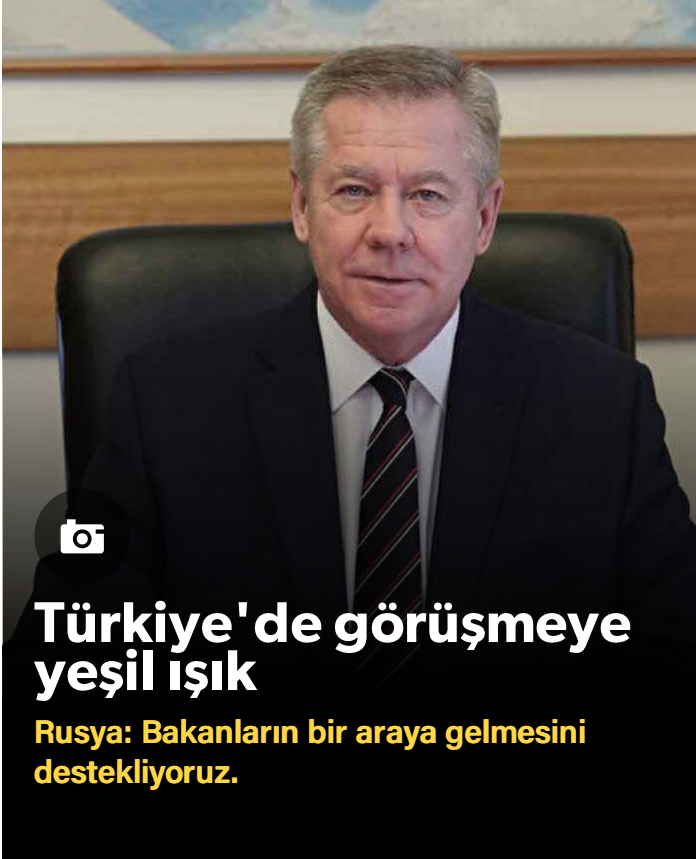 Türkiye'de görüşmeye
yeşil ışık
Rusya: Bakanların bir araya gelmesini
destekliyoruz.